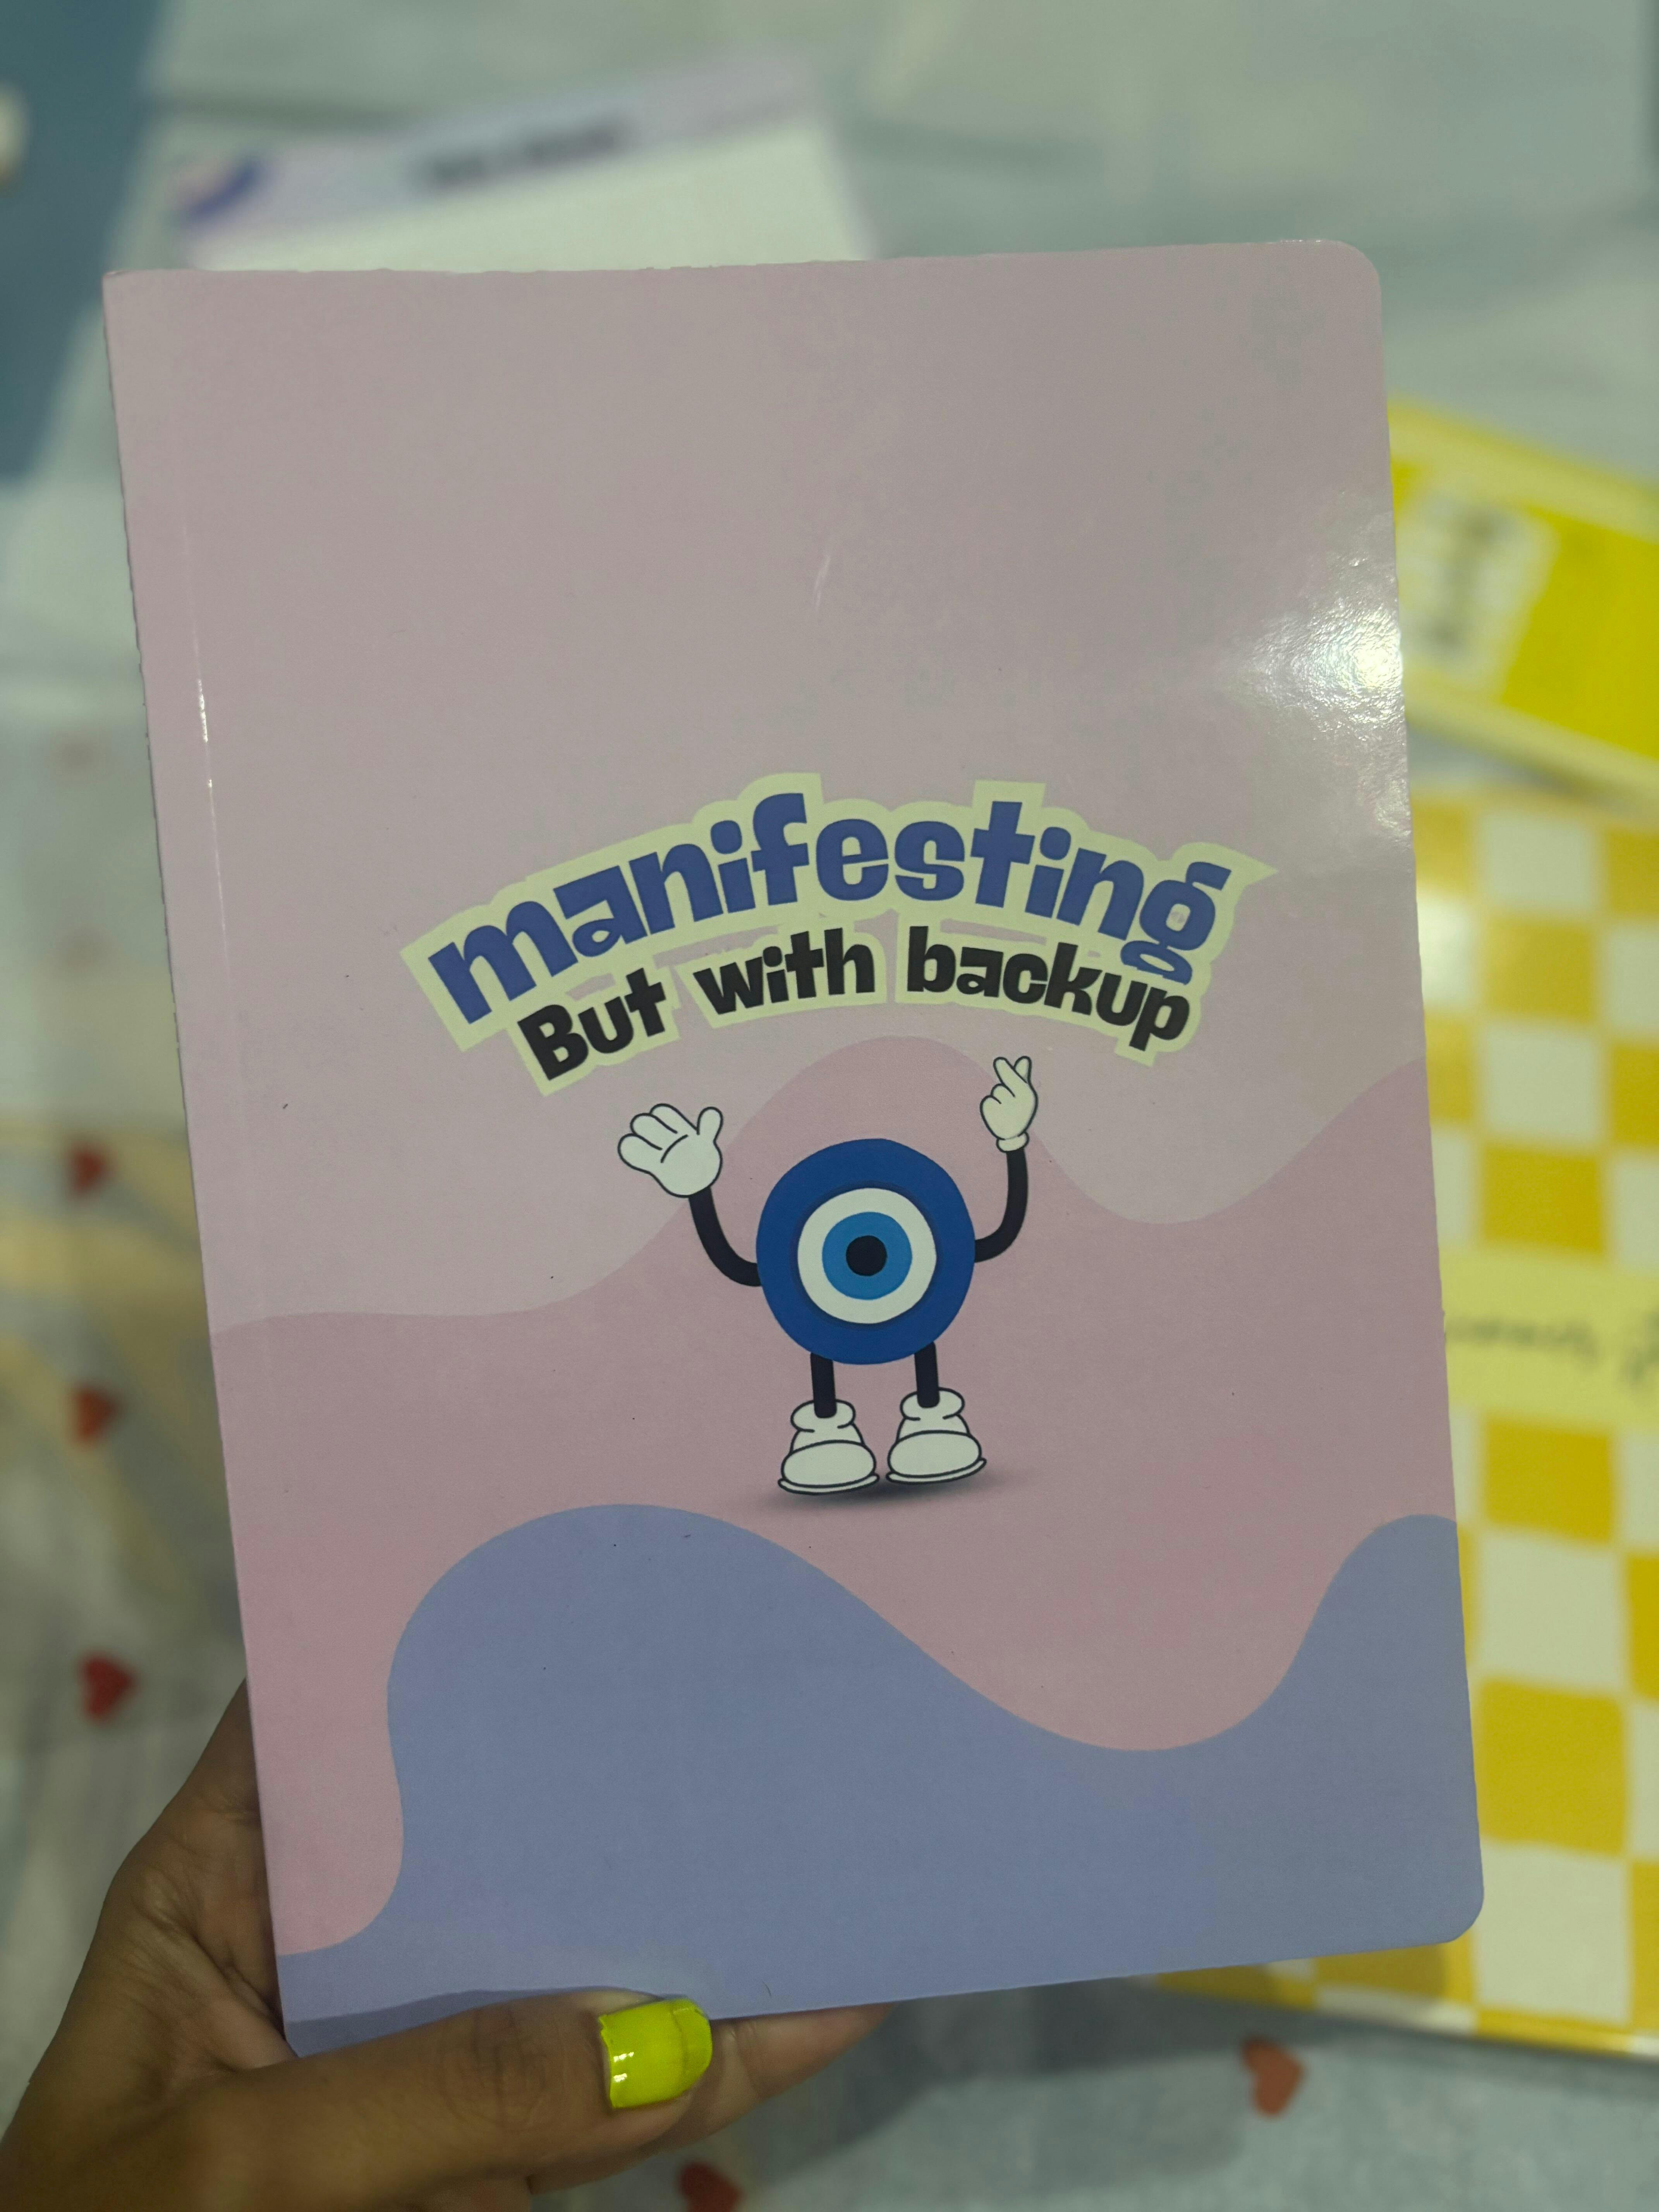 manifesting
But with backup